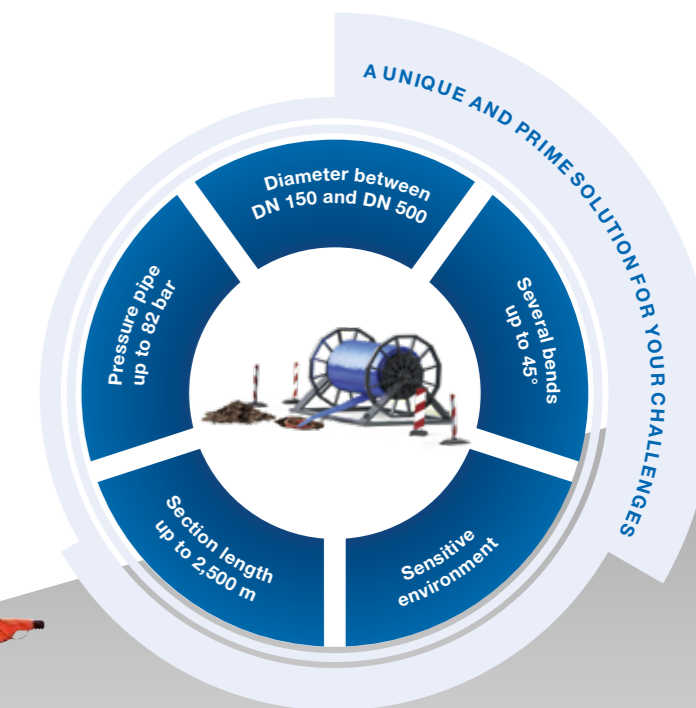 A UNIQUE AND PRIME SOLUTION FOR YOUR CHALLENGES
Diameter between
DN 150 and DN 500
Several bends
up to 45°
Sensitive
environment
Section length
up to 2,500 m
Pressure pipe
up to 82 bar